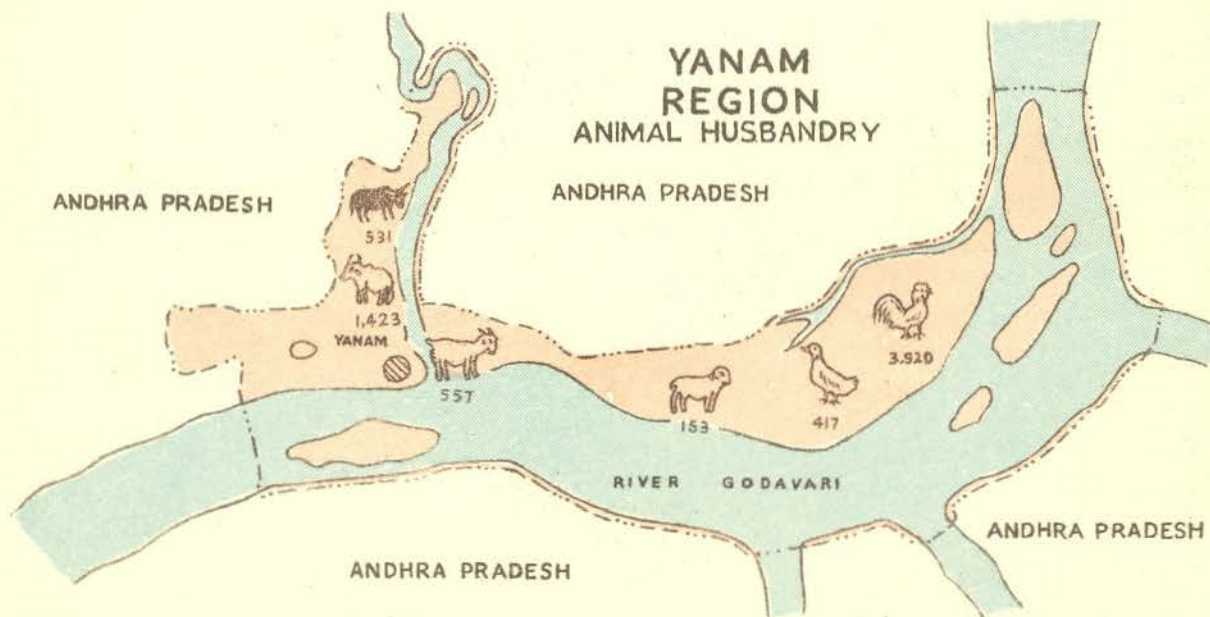 YANAM
REGION
ANIMAL HUSBANDRY
ANDHRA PRADESH
ANDHRA PRADESH
531
1,423
YANAM
557
153
417
3.920
RIVER GODAVARI
ANDHRA PRADESH
ANDHRA PRADESH